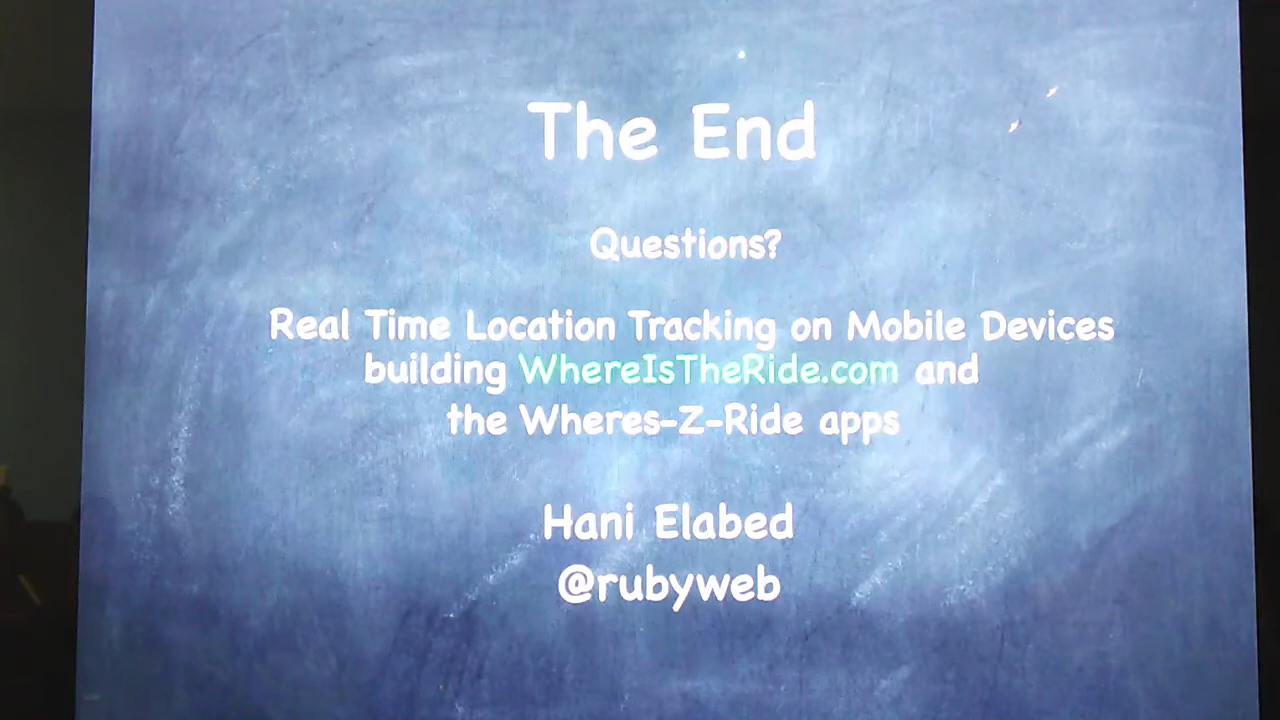 The End
Questions?
Real Time Location Tracking on Mobile Devices
building WhereIsTheRide.com and
the Wheres-Z-Ride apps
Hani Elabed
@rubyweb